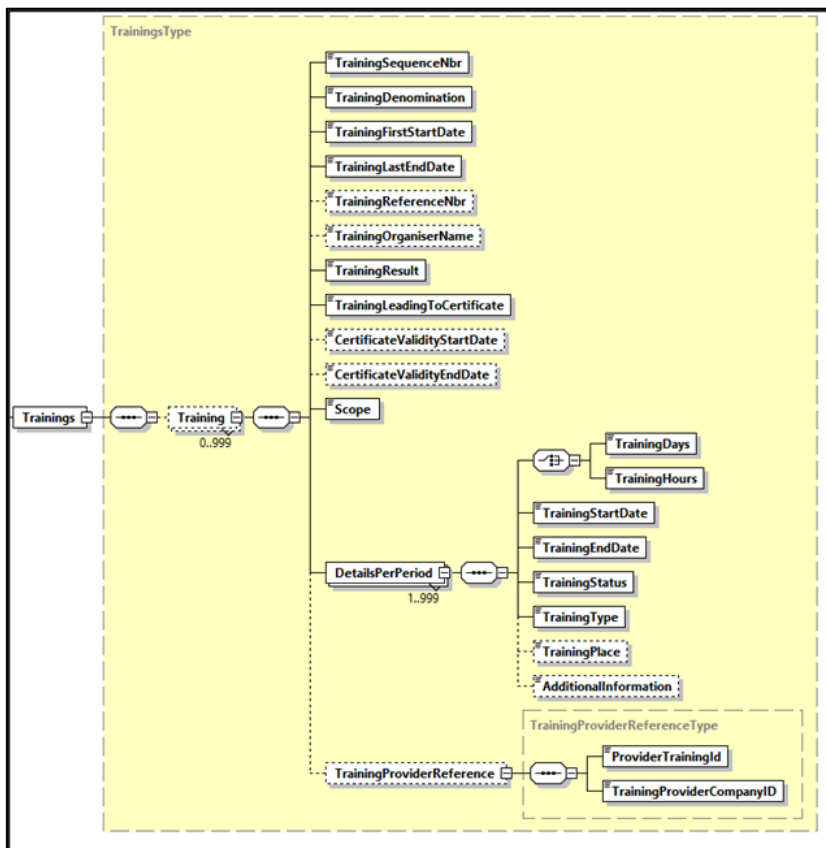 TrainingsType
TrainingSequenceNbr
TrainingDenomination
TrainingFirstStartDate
TrainingLastEndDate
TrainingReferenceNbr
TrainingOrganiserName
TrainingResult
TrainingLeadingToCertificate
CertificateValidityStartDate
CertificateValidityEndDate
Trainings
Training
0..999
Scope
TrainingDays
TrainingHours
TrainingStartDate
TrainingEndDate
DetailsPerPeriod
1..999
TrainingStatus
TrainingType
TrainingPlace
AdditionalInformation
TrainingProviderReferenceType
TrainingProviderReference
ProviderTrainingId
TrainingProviderCompanyID